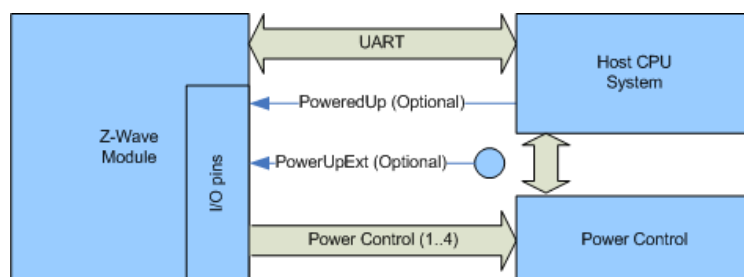 UART
Host CPU
System
PoweredUp (Optional)
Z-Wave
Module
I/O pins
PowerUpExt (Optional)
Power Control (1..4)
Power Control